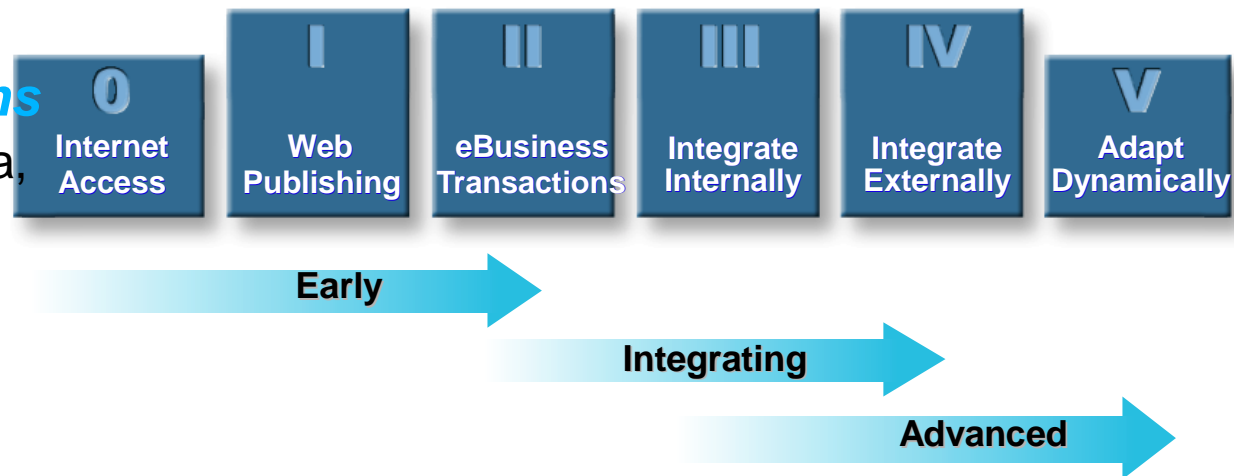 0
Internet
Access
I
Web
Publishing
II
eBusiness
Transactions
III
Integrate
Internally
IV
Integrate
Externally
V
Adapt
Dynamically
Early
Integrating
Advanced